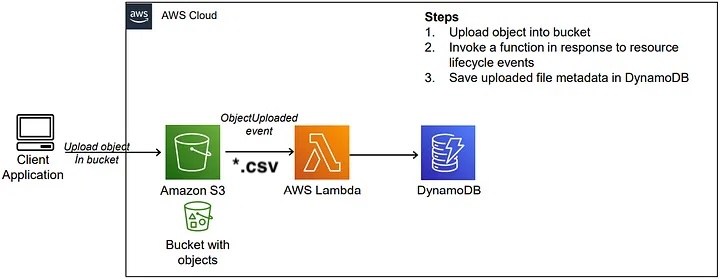 aws
AWS Cloud
Steps
1. Upload object into bucket
2. Invoke a function in response to resource
lifecycle events
3. Save uploaded file metadata in DynamoDB
Client
Application
Upload object
In bucket
ObjectUploaded
event
*.csv
Amazon S3
AWS Lambda
DynamoDB
Bucket with
objects